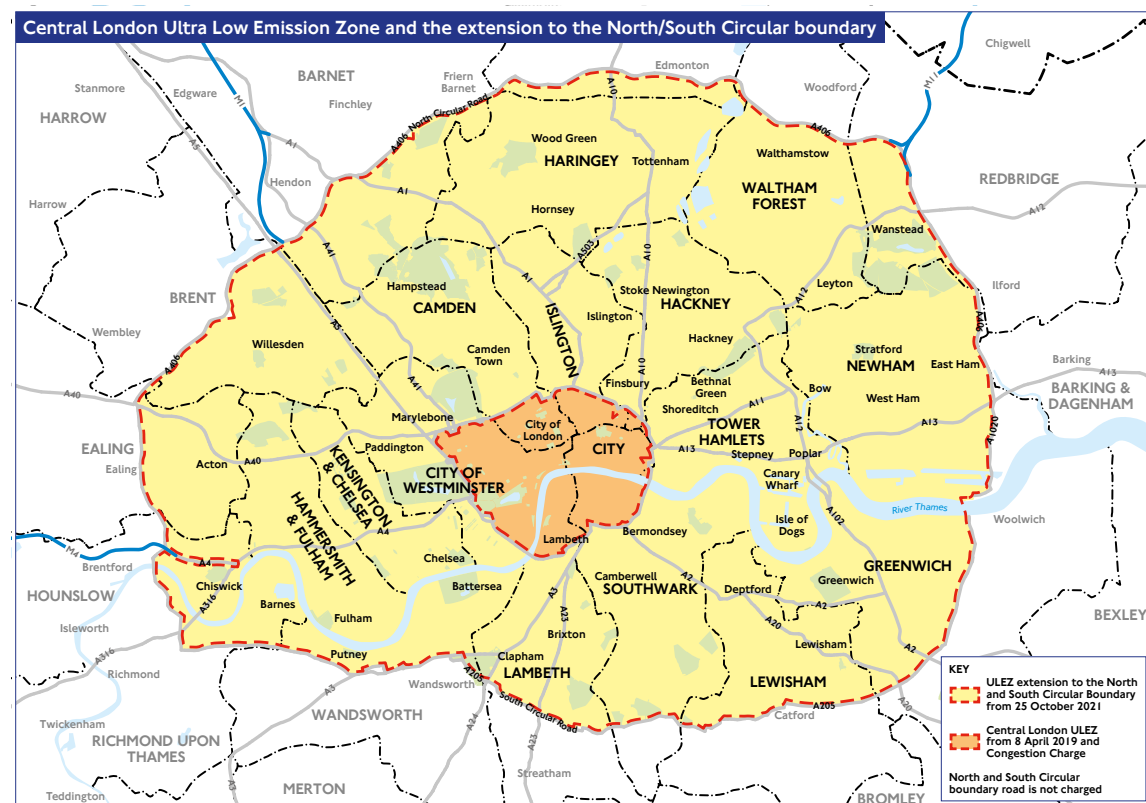 Central London Ultra Low Emission Zone and the extension to the North/South Circular boundary
Chigwell
Edmonton
BARNET
Friern
Barnet
Stanmore
Edgware
Finchley
Woodford
M1
M11
A10
HARROW
A406 North Circular Road
A406
Wood Green
HARINGEY
Tottenham
Walthamstow
A5
A1
Hendon
A1
WALTHAM
FOREST
REDBRIDGE
Harrow
Hornsey
A12
Wanstead
A41
A503
A10
A1
BRENT
Hampstead
CAMDEN
Stoke Newington
HACKNEY
Leyton
A12
Ilford
ISLINGTON
Islington
A406
Wembley
A5
Willesden
Hackney
Stratford
NEWHAM
East Ham
Camden
Town
A406
A10
Barking
A13
A40
A41
Finsbury
Bethnal
Green
Bow
BARKING &
DAGENHAM
West Ham
Marylebone
Shoreditch
A11
City of
London
TOWER
HAMLETS
A12
A13
A1020
EALING
Ealing
Paddington
CITY
A13
Stepney
Poplar
Acton
A40
KENSINGTON
& CHELSEA
CITY OF
WESTMINSTER
Canary
Wharf
HAMMERSMITH
& FULHAM
River Thames
A102
Isle of
Dogs
Woolwich
A4
Bermondsey
M4
Lambeth
Brentford
A4
Chelsea
GREENWICH
HOUNSLOW
Chiswick
Battersea
Camberwell
SOUTHWARK
A2
Deptford
Greenwich
A316
Barnes
A3
A23
A2
BEXLEY
Isleworth
Fulham
Brixton
A20
Lewisham
A316
Putney
Clapham
A2
Richmond
LAMBETH
A205
Wandsworth
LEWISHAM
A3
South Circular Road
A205
A20
Catford
WANDSWORTH
Twickenham
A24
A23
RICHMOND UPON
THAMES
Streatham
A3
MERTON
Teddington
BROMLEY
KEY
ULEZ extension to the North
and South Circular Boundary
from 25 October 2021
Central London ULEZ
from 8 April 2019 and
Congestion Charge
North and South Circular
boundary road is not charged